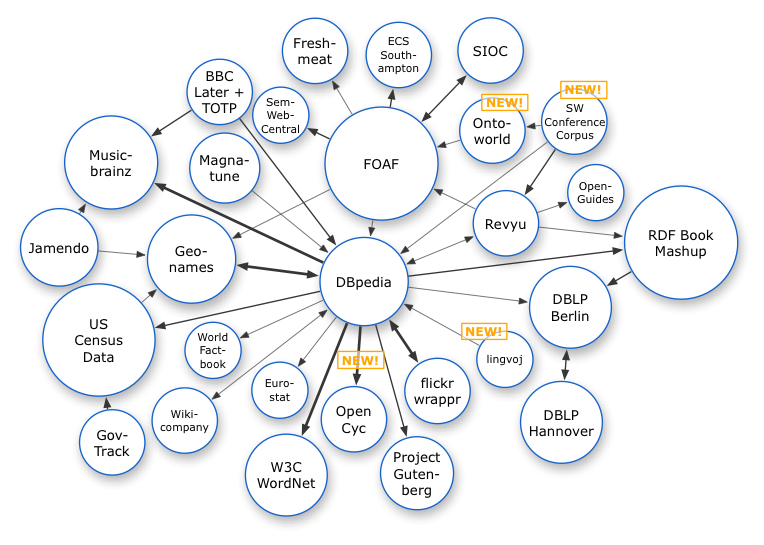 Fresh-
meat
ECS
South-
ampton
SIOC
BBC
Later +
TOTP
Sem-
Web-
Central
NEW!
Onto-
world
NEW!
SW
Conference
Corpus
Music-
brainz
Magna-
tune
FOAF
Open-
Guides
Revyu
RDF Book
Mashup
Jamendo
Geo-
names
DBpedia
DBLP
Berlin
US
Census
Data
World
Fact-
book
NEW!
NEW!
lingvoj
Euro-
stat
flickr
wrappr
Wiki-
company
Open
Cyc
DBLP
Hannover
Gov-
Track
W3C
WordNet
Project
Guten-
berg